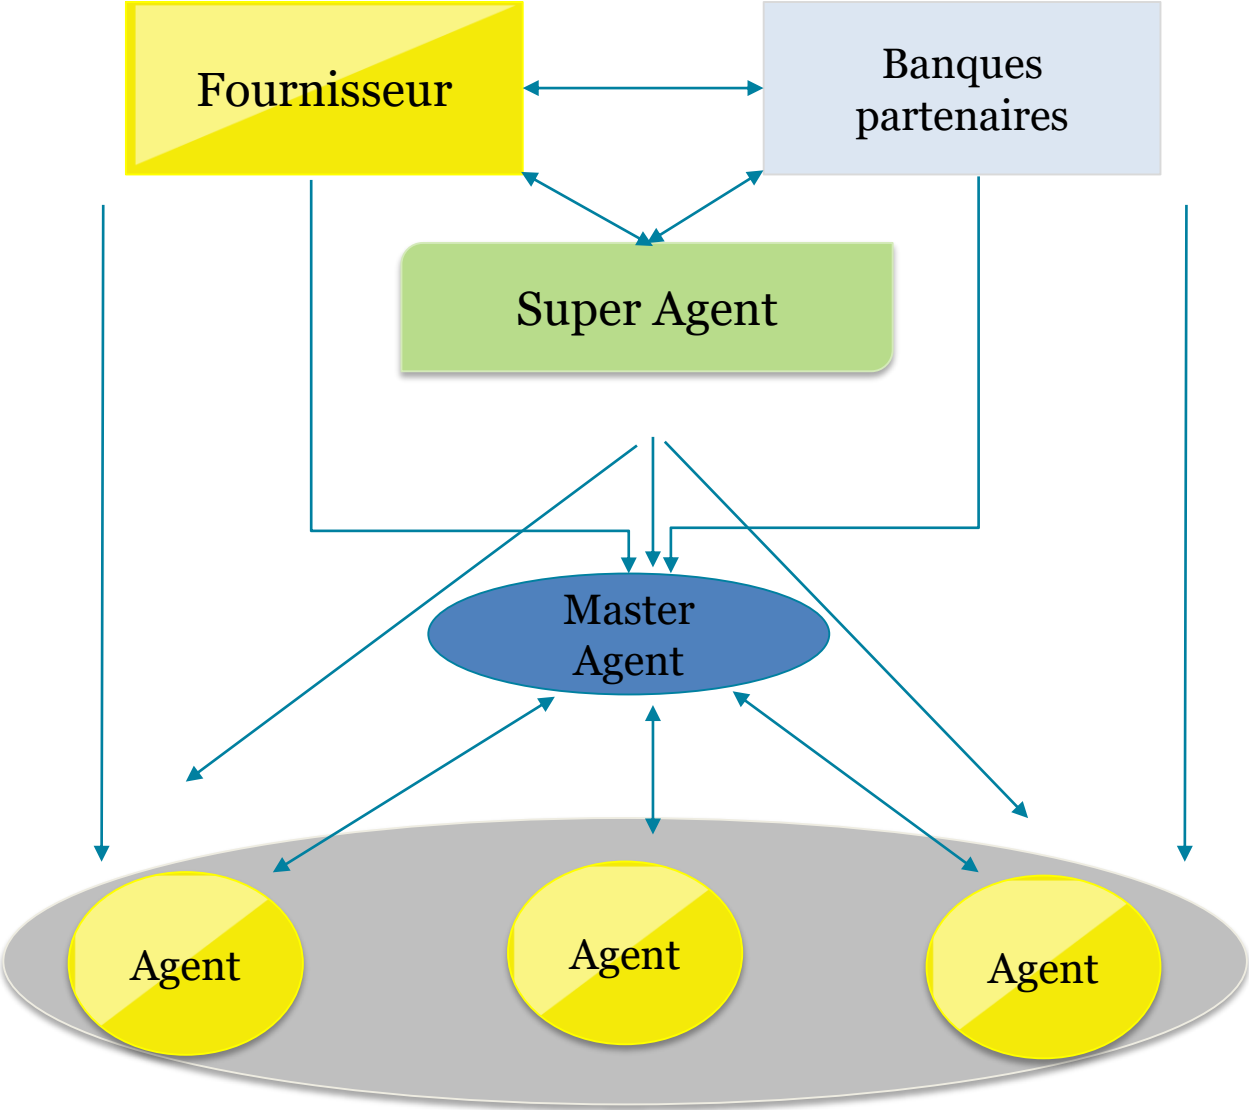 Fournisseur
Banques
partenaires
Super Agent
Master
Agent
Agent
Agent
Agent